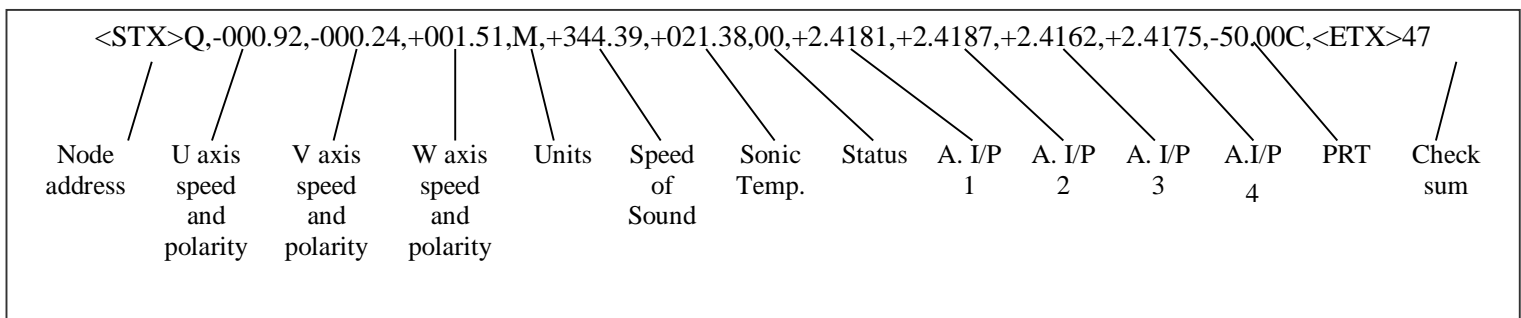 <STX>Q,-000.92,-000.24,+001.51,M,+344.39,+021.38,00,+2.4181,+2.4187,+2.4162,+2.4175,-50.00C,<ETX>47
Node address
U axis speed and polarity
V axis speed and polarity
W axis speed and polarity
Units
Speed of Sound
Sonic Temp.
Status
A. I/P 1
A. I/P 2
A. I/P 3
A.I/P 4
PRT
Check sum